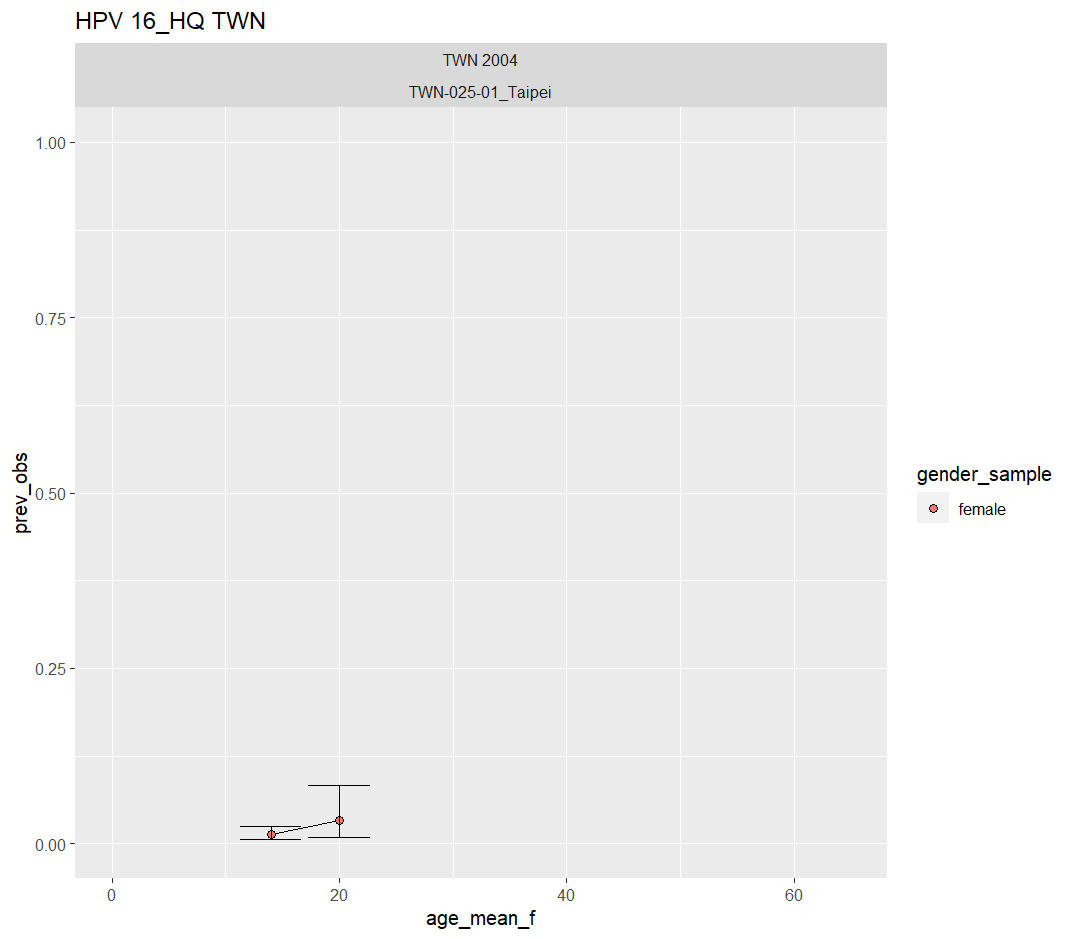 HPV 16_HQ TWN
TWN 2004
TWN-025-01_Taipei
1.00
0.75
0.50
0.25
0.00
prev_obs
0
20
40
60
age_mean_f
gender_sample
female